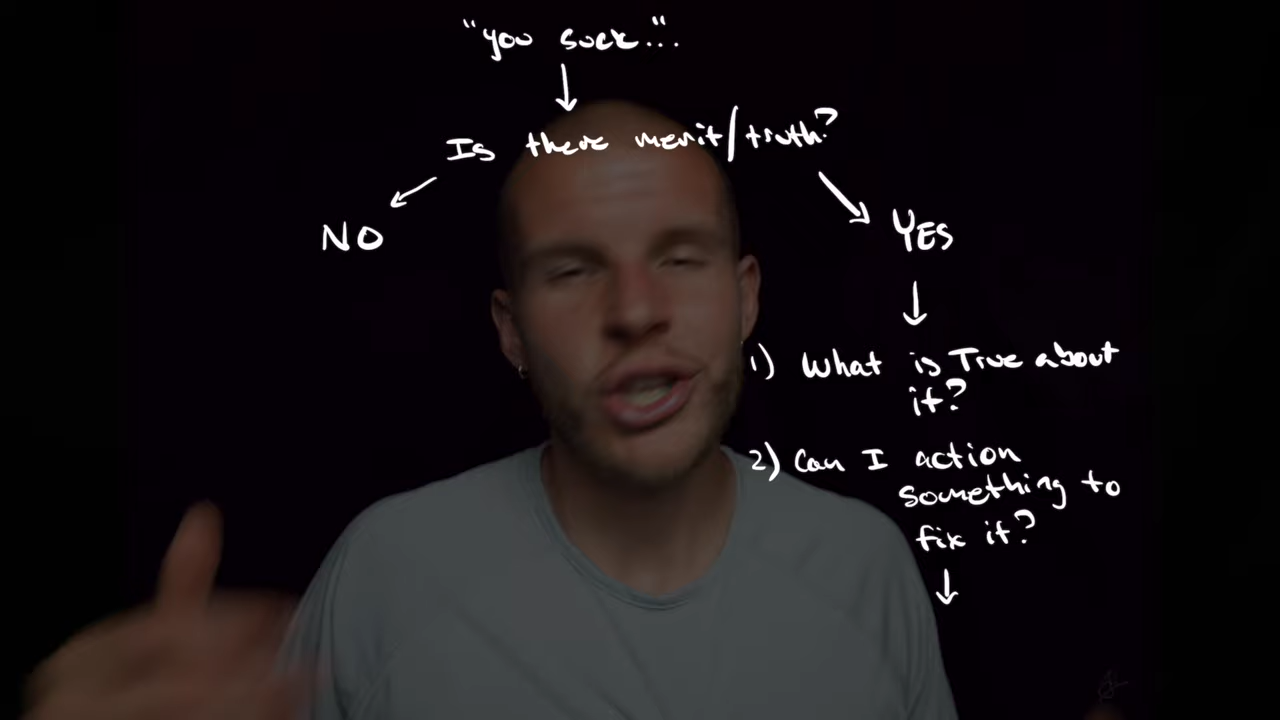 "you suck..."
Is there merit/truth?
NO
YES
1) What is True about
it?
2) Can I action
something to
fix it?